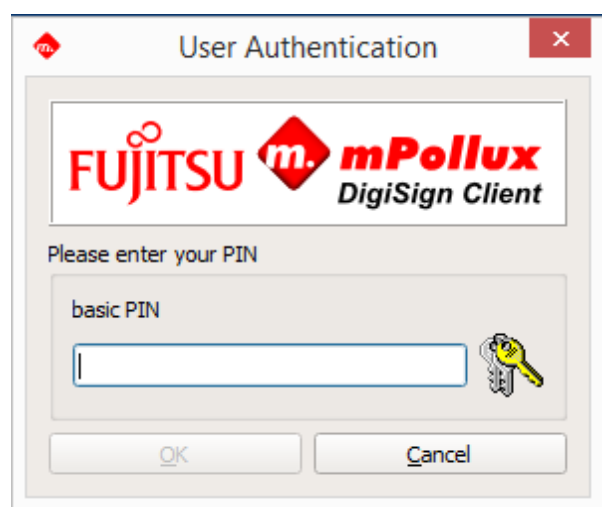 m. User Authentication ×
FUJITSU m. mPollux
DigiSign Client
Please enter your PIN
basic PIN
OK Cancel